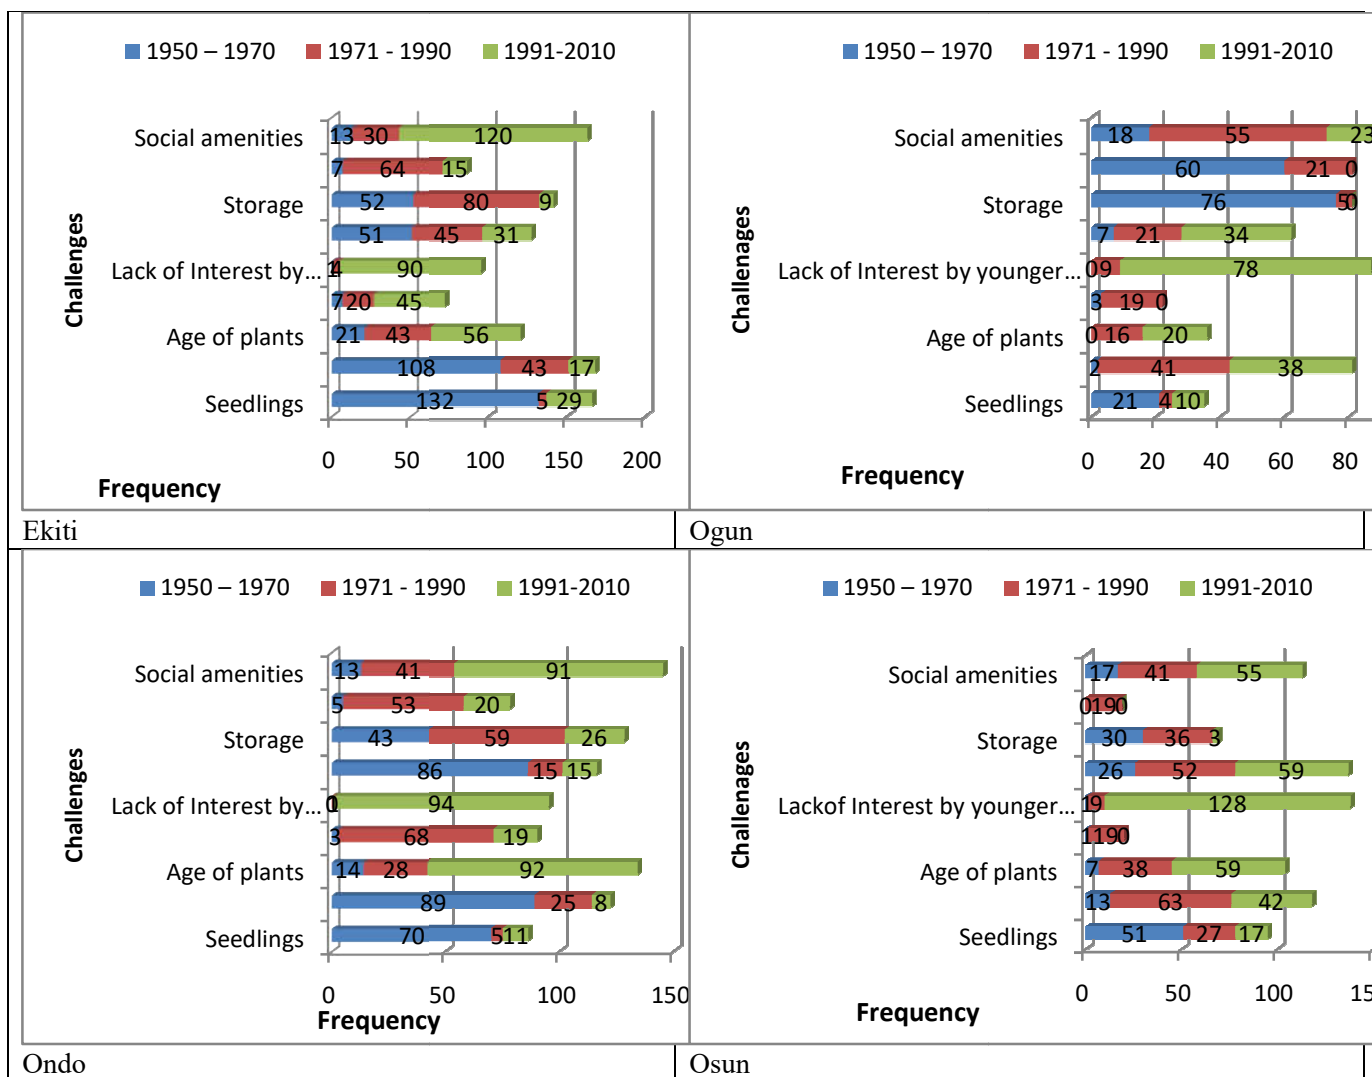 1950 – 1970 1971 - 1990 1991-2010
Challenges
Social amenities 13 30 120
7 64 15
Storage 52 80 9
51 45 31
Lack of Interest by... 1 4 90
7 20 45
Age of plants 21 43 56
108 43 17
Seedlings 132 5 29
0 50 100 150 200
Frequency
Ekiti
1950 – 1970 1971 - 1990 1991-2010
Challenages
Social amenities 18 55 23
60 21 0
Storage 76 5 0
7 21 34
Lack of Interest by younger... 0 9 78
3 19 0
Age of plants 0 16 20
2 41 38
Seedlings 21 4 10
0 20 40 60 80
Frequency
Ogun
1950 – 1970 1971 - 1990 1991-2010
Challenges
Social amenities 13 41 91
5 53 20
Storage 43 59 26
86 15 15
Lack of Interest by... 94
3 68 19
Age of plants 14 28 92
89 25 8
Seedlings 70 5 11
0 50 100 150
Frequency
Ondo
1950 – 1970 1971 - 1990 1991-2010
Challenages
Social amenities 17 41 55
0 19 0
Storage 30 36 3
26 52 59
Lackof Interest by younger... 1 9 128
1 19 0
Age of plants 7 38 59
13 63 42
Seedlings 51 27 17
0 50 100 15
Frequency
Osun